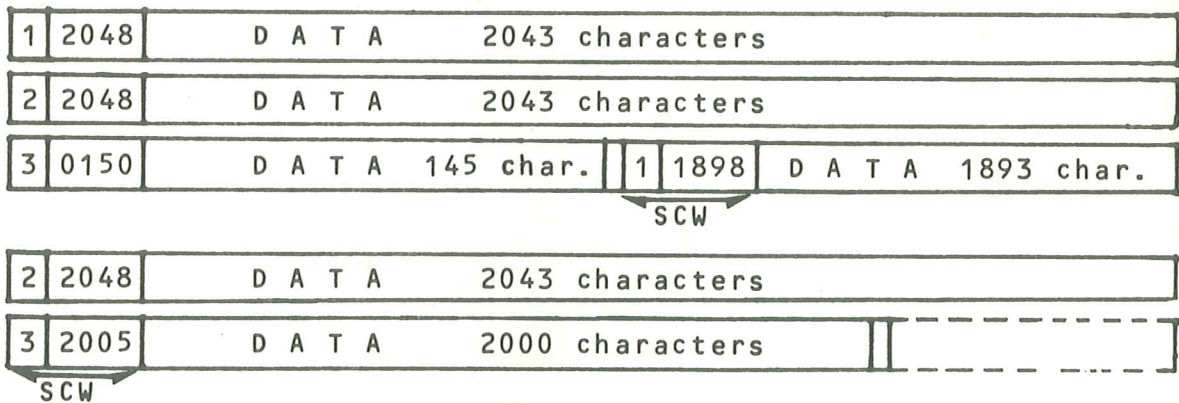 1 2048 D A T A 2043 characters
2 2048 D A T A 2043 characters
3 0150 D A T A 145 char. 1 1898 D A T A 1893 char.
SCW
2 2048 D A T A 2043 characters
3 2005 D A T A 2000 characters
SCW